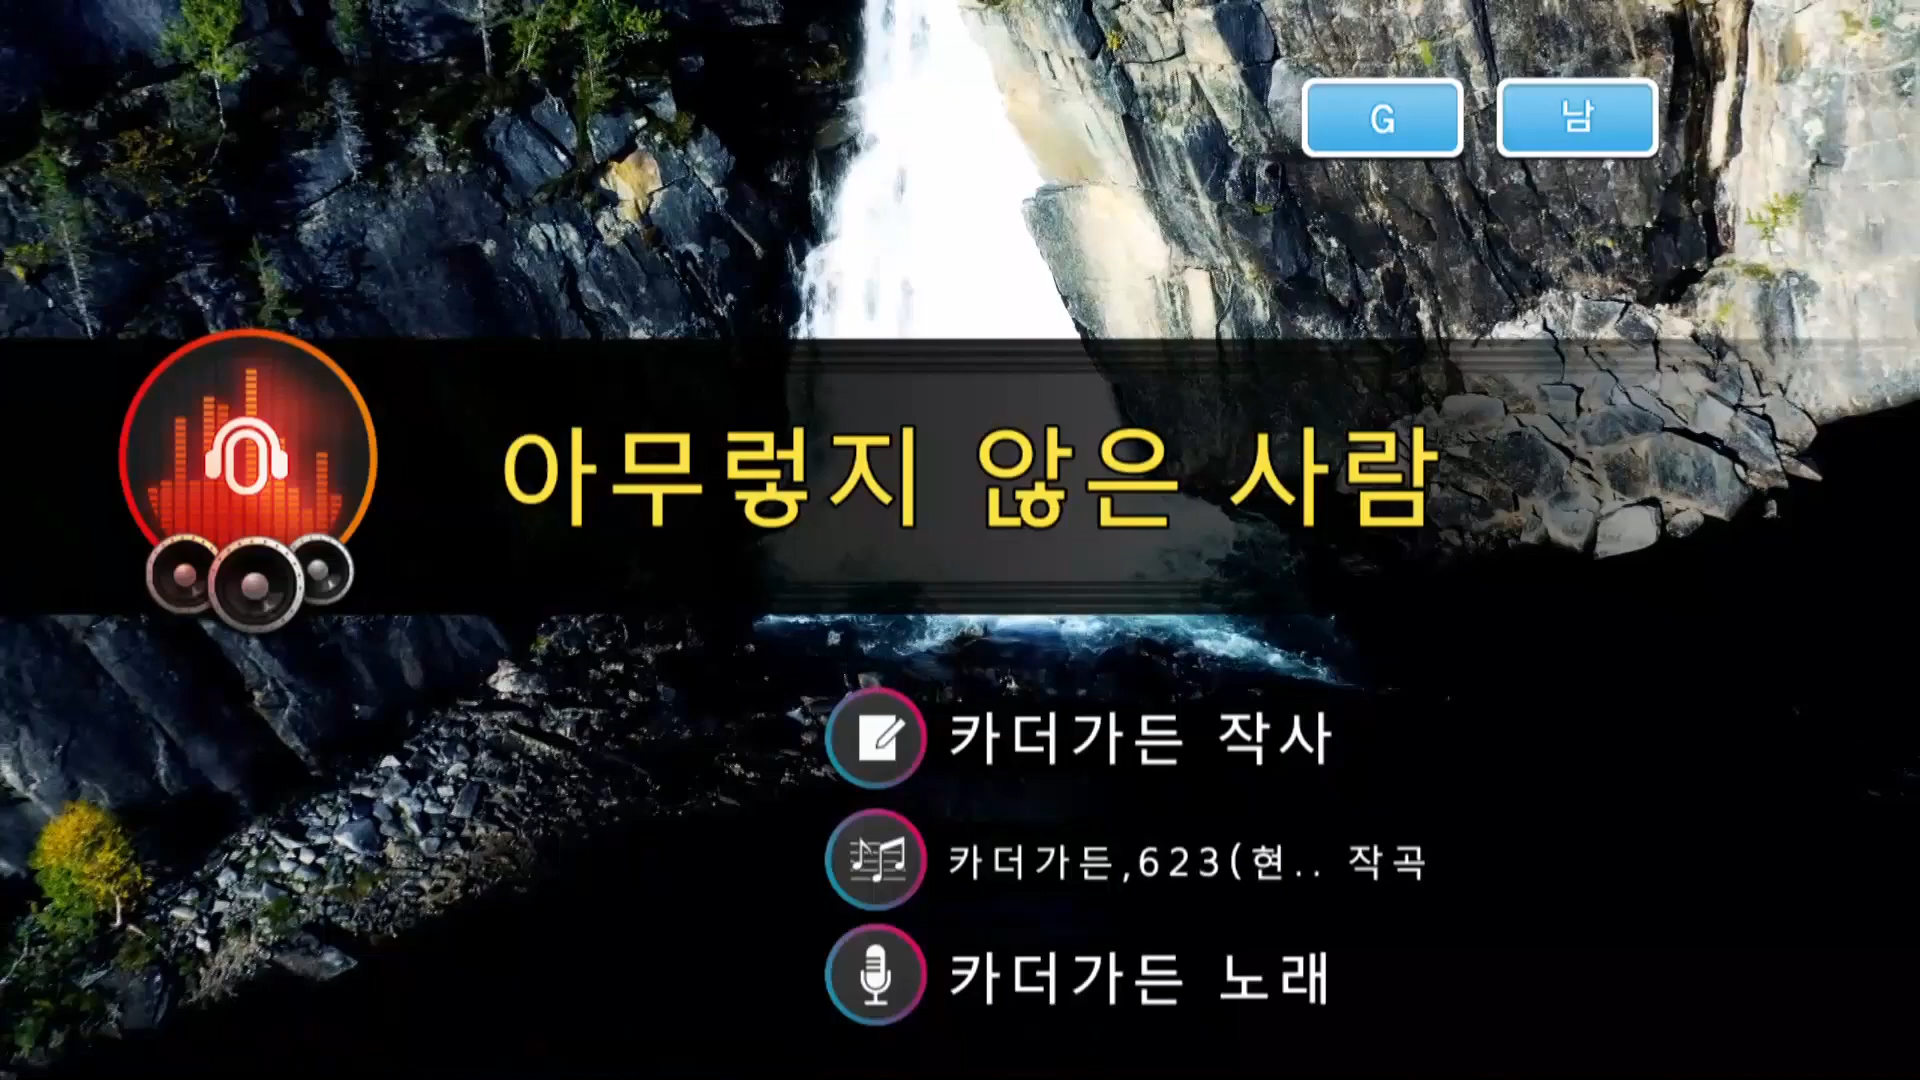 G 남
아무렇지 않은 사람
카더가든 작사
카더가든,623(현.. 작곡
카더가든 노래